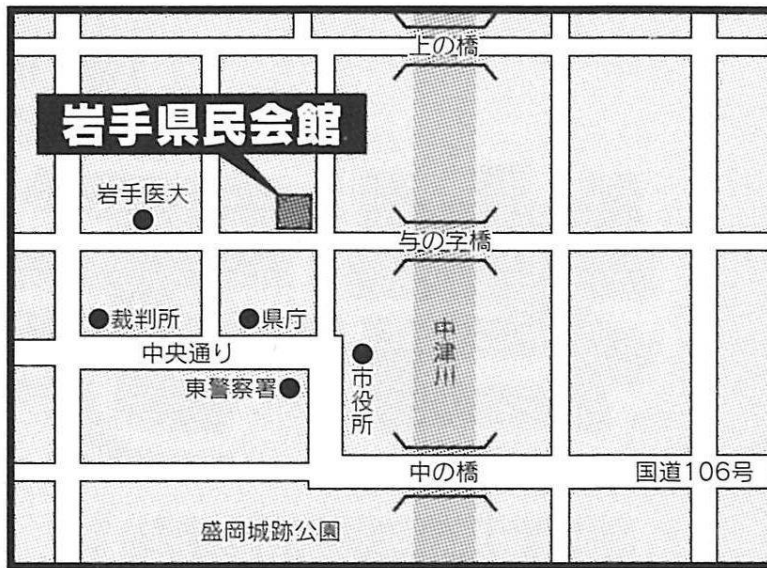 上の橋
岩手県民会館
岩手医大
与の字橋
裁判所
県庁
中津川
中央通り
市役所
東警察署
中の橋
国道106号
盛岡城跡公園